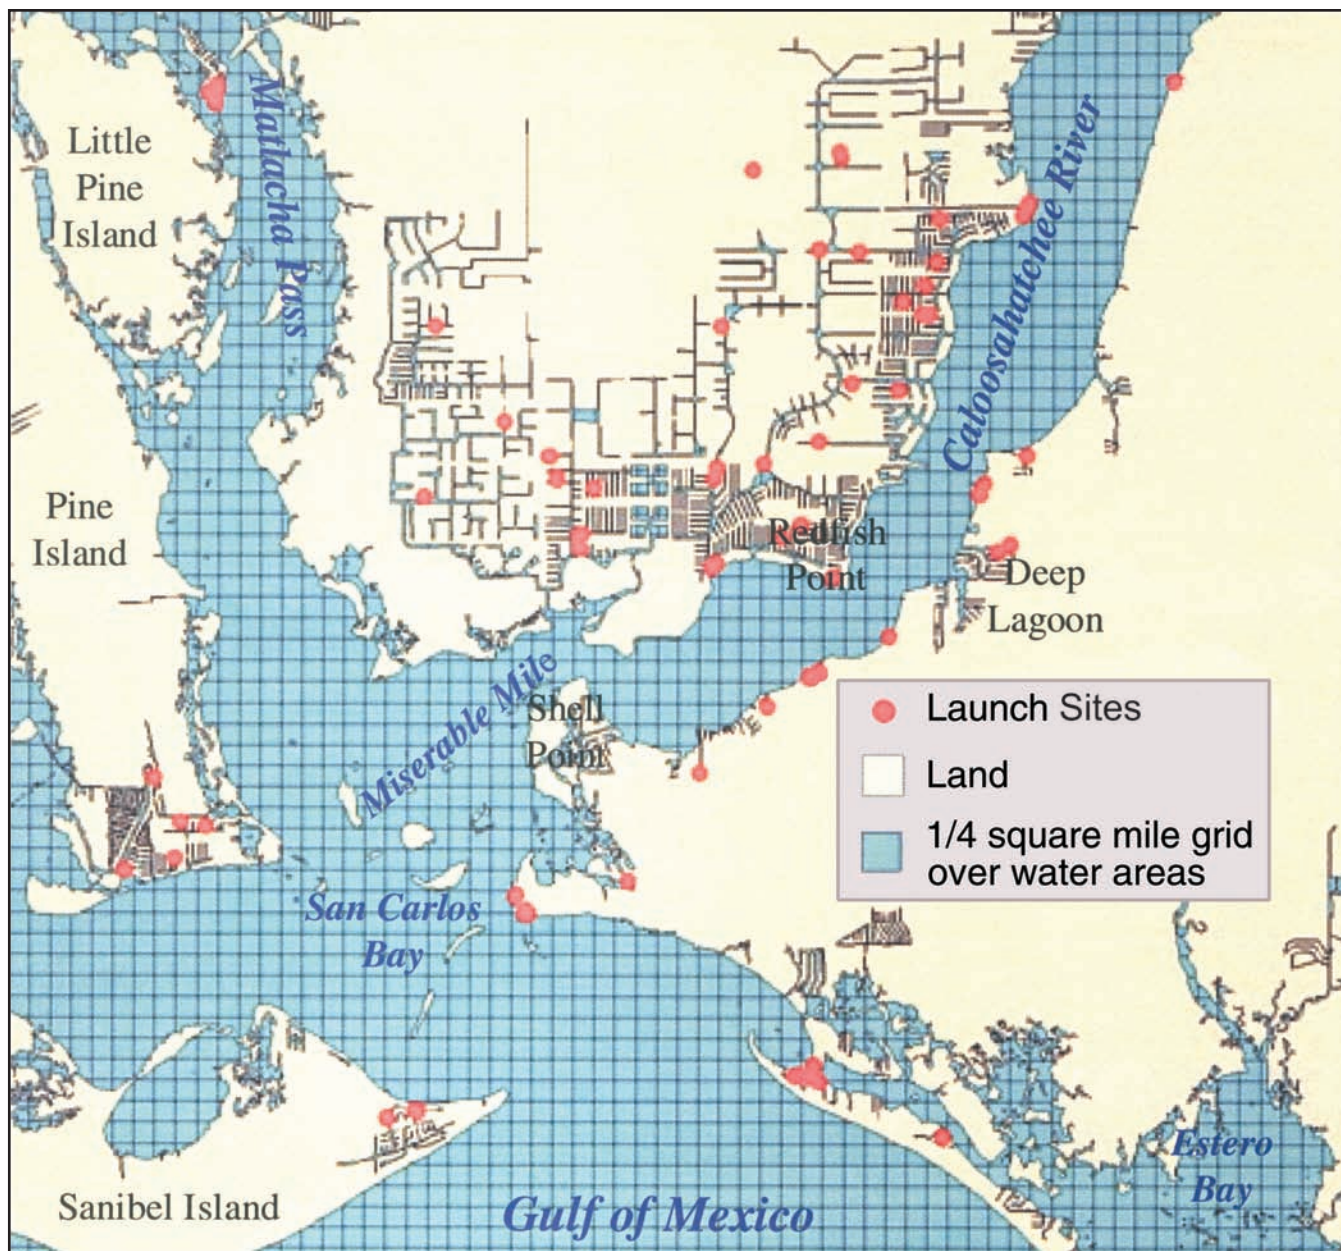 Little
Pine
Island
Matlacha Pass
Caloosahatchee River
Pine
Island
Redfish
Point
Deep
Lagoon
Miserable Mile
Shell
Point
Launch Sites
Land
1/4 square mile grid
over water areas
San Carlos
Bay
Estero
Bay
Sanibel Island
Gulf of Mexico